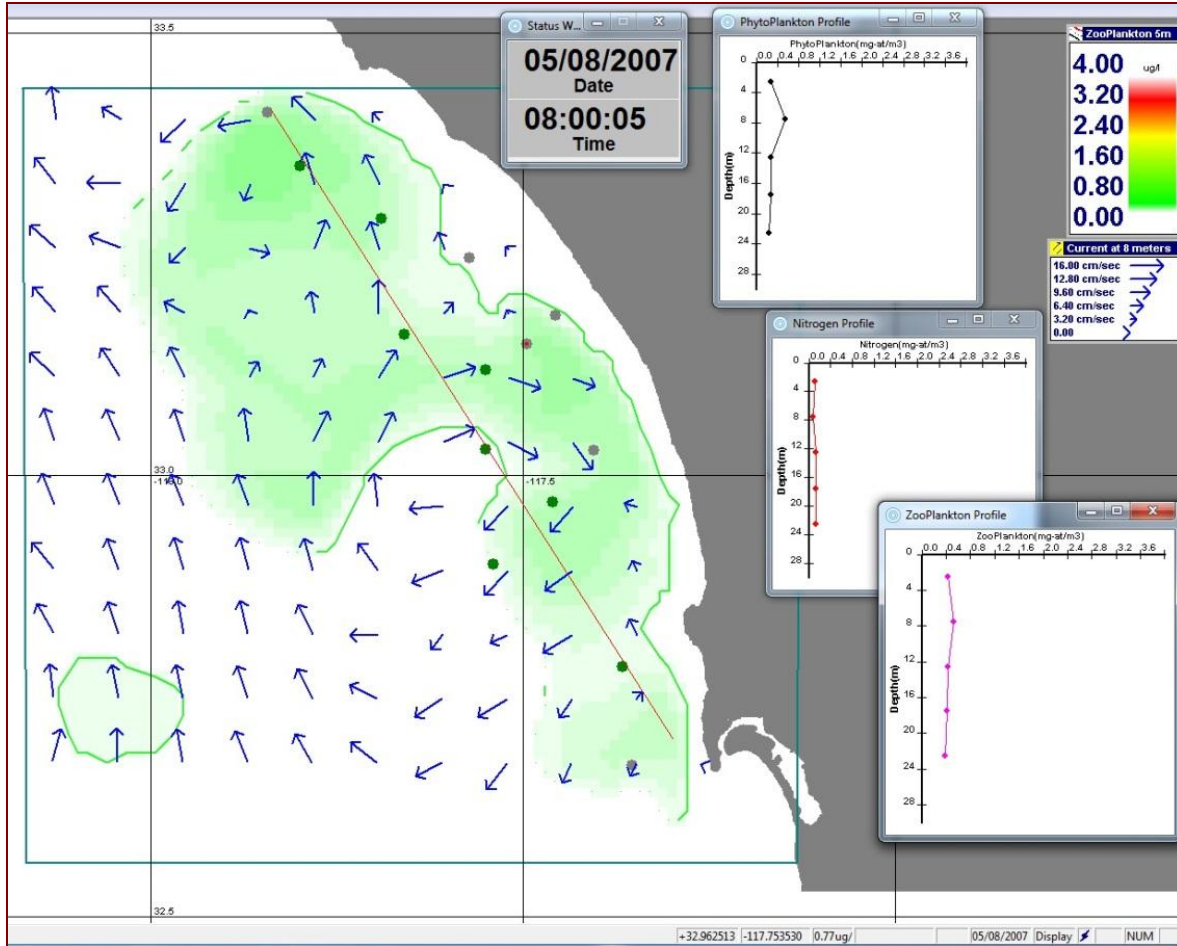 33.5
Status W...
05/08/2007
Date
08:00:05
Time
PhytoPlankton Profile
PhytoPlankton(mg-at/m3)
0.0 0.4 0.8 1.2 1.6 2.0 2.4 2.8 3.2 3.6
Depth(m)
0
4
8
12
16
20
24
28
ZooPlankton 5m
4.00 ug/l
3.20
2.40
1.60
0.80
0.00
Current at 8 meters
16.00 cm/sec
12.80 cm/sec
9.60 cm/sec
6.40 cm/sec
3.20 cm/sec
0.00
Nitrogen Profile
Nitrogen(mg-at/m3)
0.0 0.4 0.8 1.2 1.6 2.0 2.4 2.8 3.2 3.6
Depth(m)
0
4
8
12
16
20
24
28
33.0
-118.0
-117.5
ZooPlankton Profile
ZooPlankton(mg-at/m3)
0.0 0.4 0.8 1.2 1.6 2.0 2.4 2.8 3.2 3.6
Depth(m)
0
4
8
12
16
20
24
28
32.5
+32.962513 -117.753530 0.77ug/ 05/08/2007 Display NUM